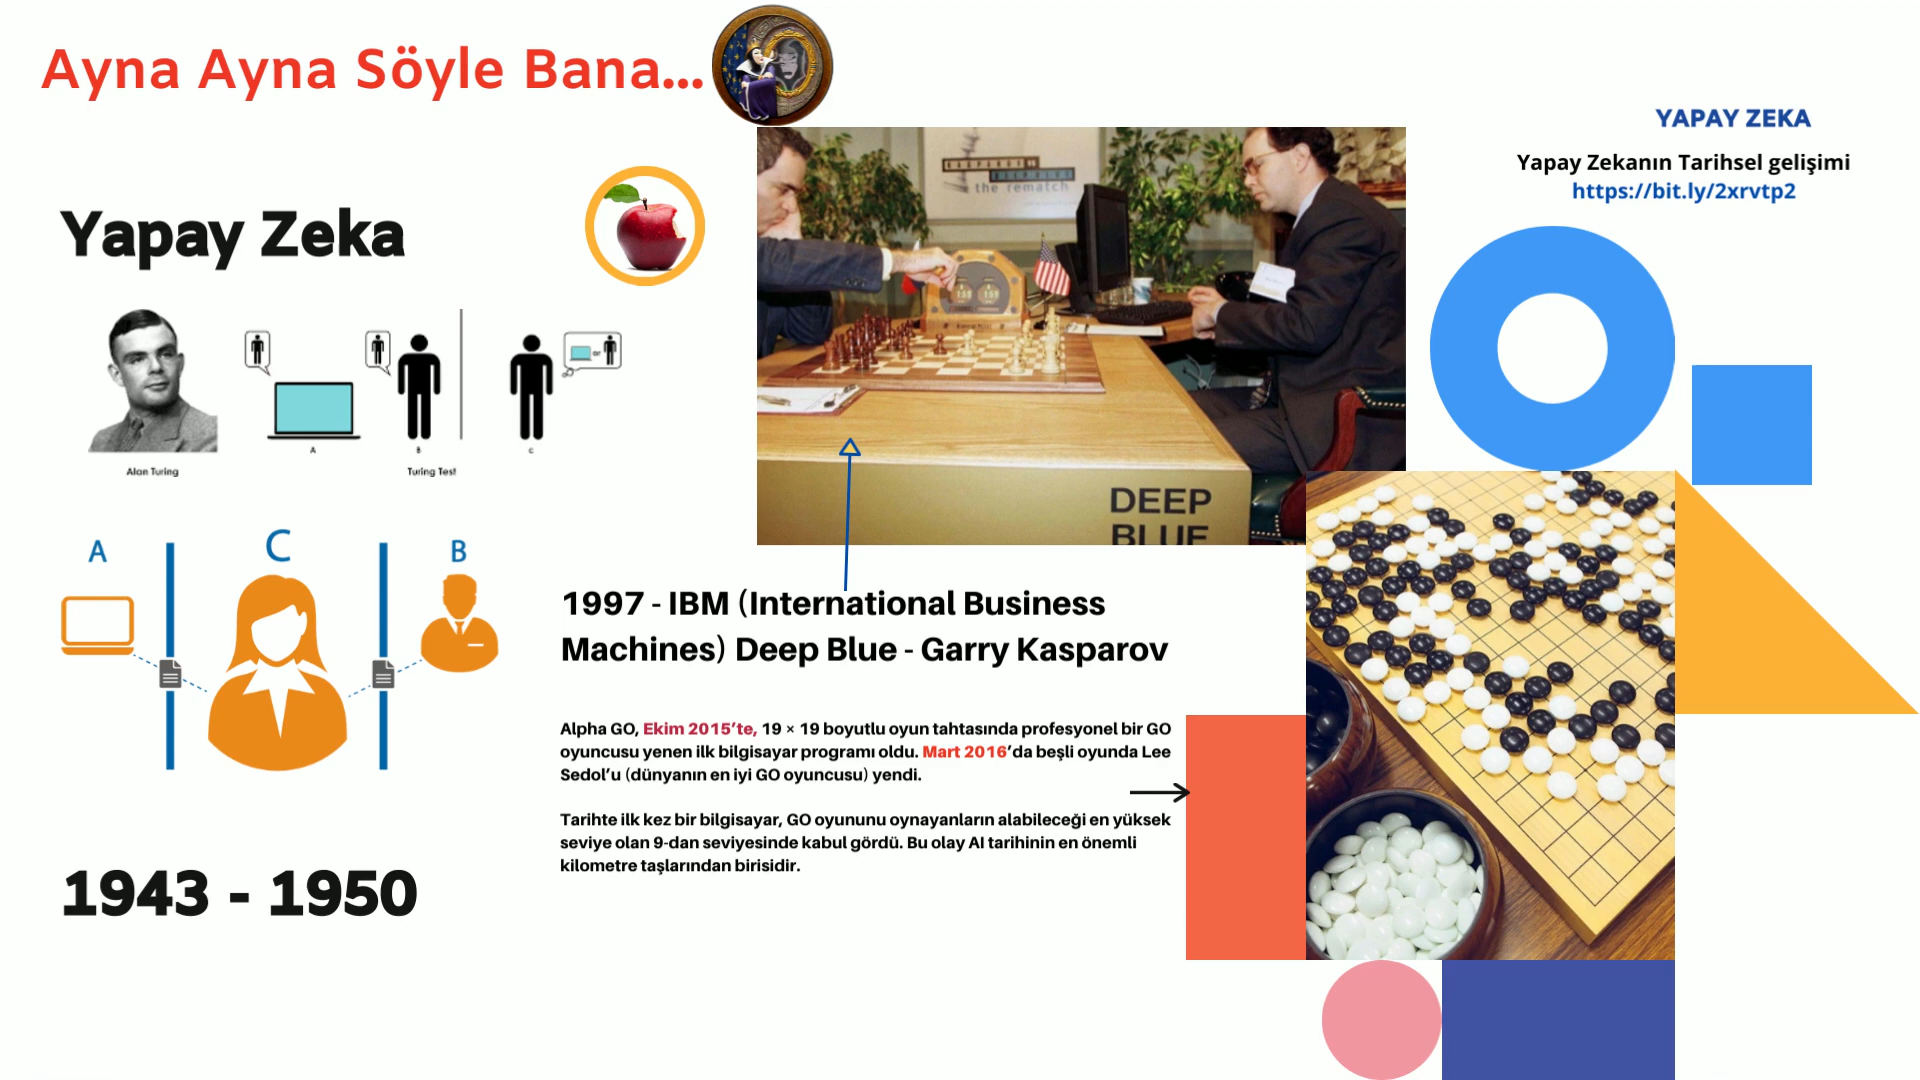 Ayna Ayna Söyle Bana...
YAPAY ZEKA
Yapay Zekanın Tarihsel gelişimi
https://bit.ly/2xrvtp2
Yapay Zeka
the rematch
or
A
B
C
Alan Turing
Turing Test
DEEP
BLUE
A
C
B
1997 - IBM (International Business
Machines) Deep Blue - Garry Kasparov
Alpha GO, Ekim 2015’te, 19 × 19 boyutlu oyun tahtasında profesyonel bir GO
oyuncusu yenen ilk bilgisayar programı oldu. Mart 2016’da beşli oyunda Lee
Sedol’u (dünyanın en iyi GO oyuncusu) yendi.
Tarihte ilk kez bir bilgisayar, GO oyununu oynayanların alabileceği en yüksek
seviye olan 9-dan seviyesinde kabul gördü. Bu olay AI tarihinin en önemli
kilometre taşlarından birisidir.
1943 - 1950